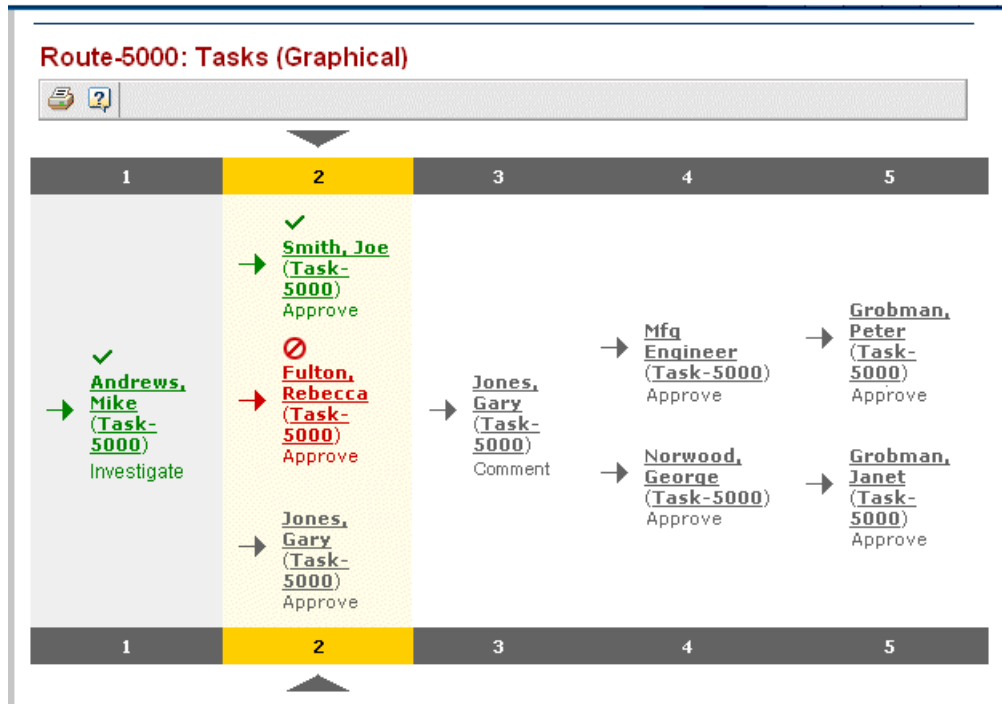 Route-5000: Tasks (Graphical)
1 2 3 4 5
Andrews,
Mike
(Task-
5000)
Investigate
Smith, Joe
(Task-
5000)
Approve
Fulton,
Rebecca
(Task-
5000)
Approve
Jones,
Gary
(Task-
5000)
Approve
Jones,
Gary
(Task-
5000)
Comment
Mfg
Engineer
(Task-5000)
Approve
Norwood,
George
(Task-5000)
Approve
Grobman,
Peter
(Task-
5000)
Approve
Grobman,
Janet
(Task-
5000)
Approve
1 2 3 4 5